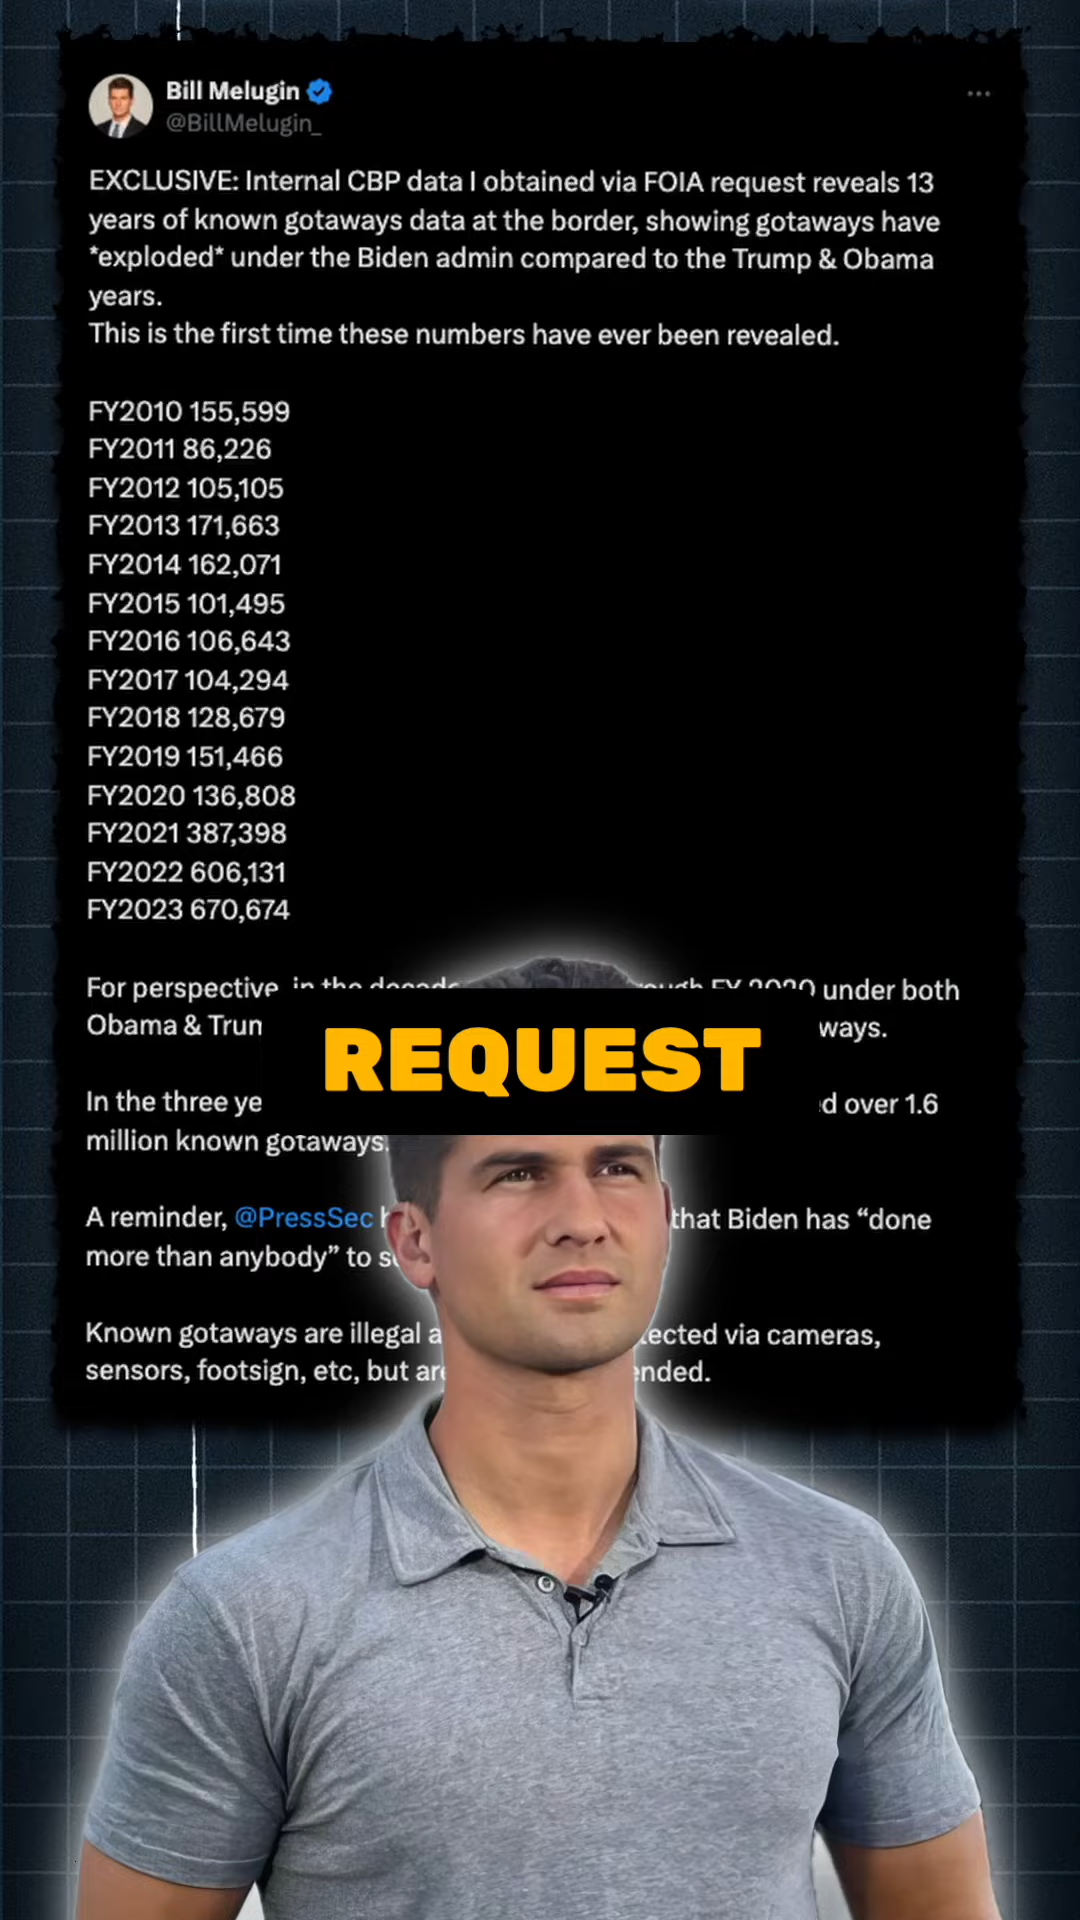 Bill Melugin
@BillMelugin_
EXCLUSIVE: Internal CBP data I obtained via FOIA request reveals 13
years of known gotaways data at the border, showing gotaways have
*exploded* under the Biden admin compared to the Trump & Obama
years.
This is the first time these numbers have ever been revealed.
FY2010 155,599
FY2011 86,226
FY2012 105,105
FY2013 171,663
FY2014 162,071
FY2015 101,495
FY2016 106,643
FY2017 104,294
FY2018 128,679
FY2019 151,466
FY2020 136,808
FY2021 387,398
FY2022 606,131
FY2023 670,674
For perspective, in the decade FY 2020 under both
Obama &
REQUEST
In the three over 1.6
million known gotaways.
A reminder, @PressSec that Biden has “done
more than anybody” to
Known gotaways are illegal via cameras,
sensors, footsign, etc, but